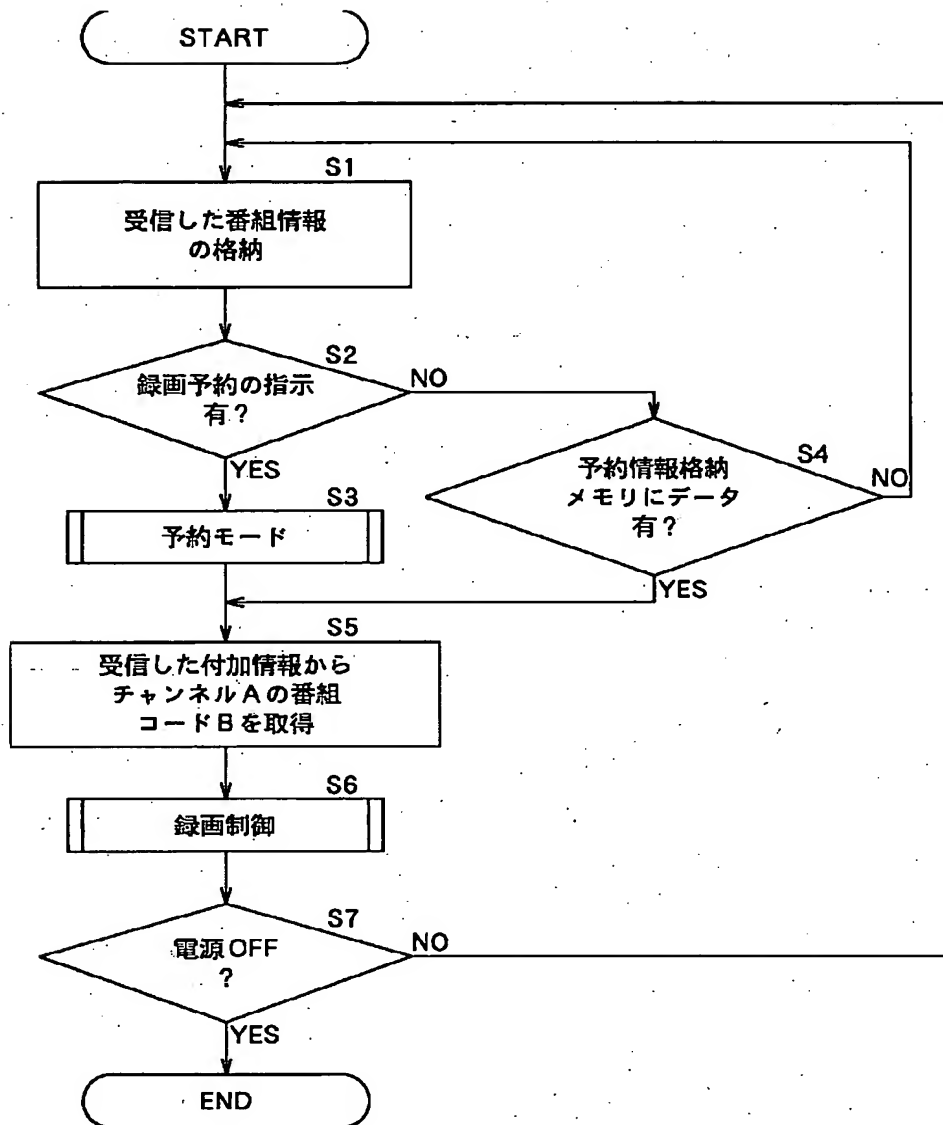 START
S1
受信した番組情報
の格納
S2
録画予約の指示
有?
NO
YES
S4
予約情報格納
メモリにデータ
有?
NO
YES
S3
予約モード
S5
受信した付加情報から
チャンネルAの番組
コードBを取得
S6
録画制御
S7
電源OFF
?
NO
YES
END